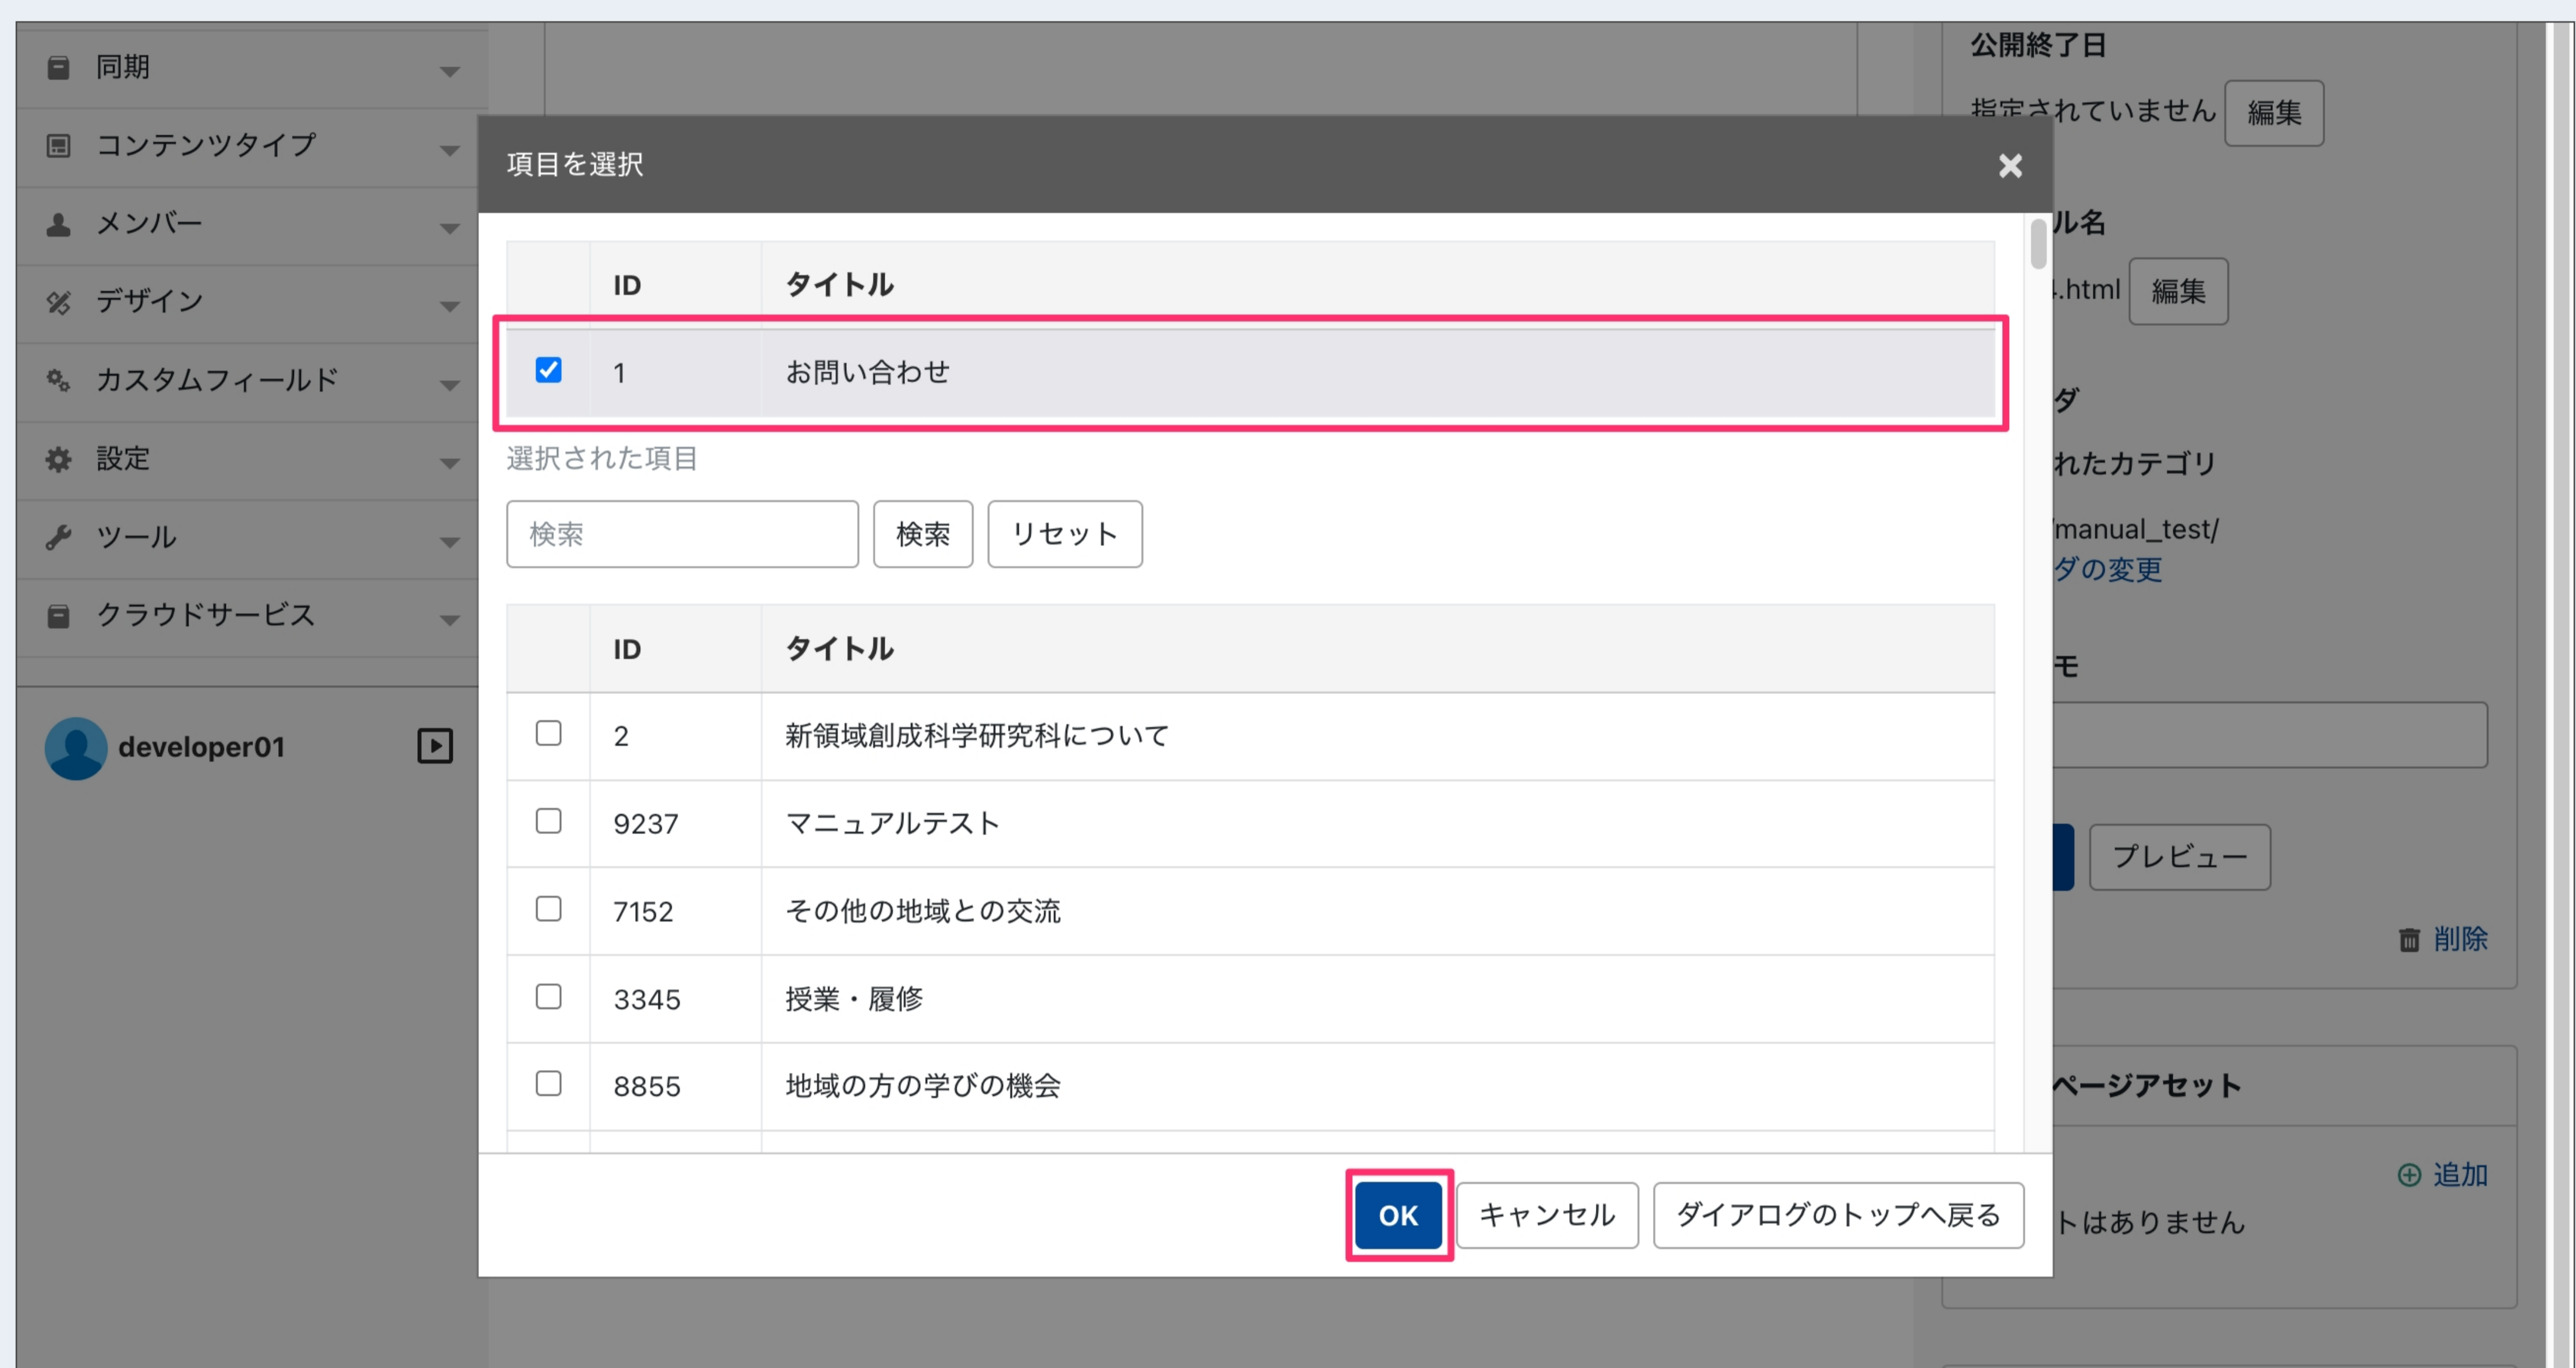 同期
コンテンツタイプ
メンバー
デザイン
カスタムフィールド
設定
ツール
クラウドサービス
developer01
項目を選択
ID タイトル
1 お問い合わせ
選択された項目
検索 検索 リセット
ID タイトル
2 新領域創成科学研究科について
9237 マニュアルテスト
7152 その他の地域との交流
3345 授業・履修
8855 地域の方の学びの機会
OK キャンセル ダイアログのトップへ戻る
公開終了日
指定されていません 編集
ル名
.html 編集
ダ
れたカテゴリ
/manual_test/
ダの変更
モ
プレビュー
削除
ページアセット
追加
トはありません